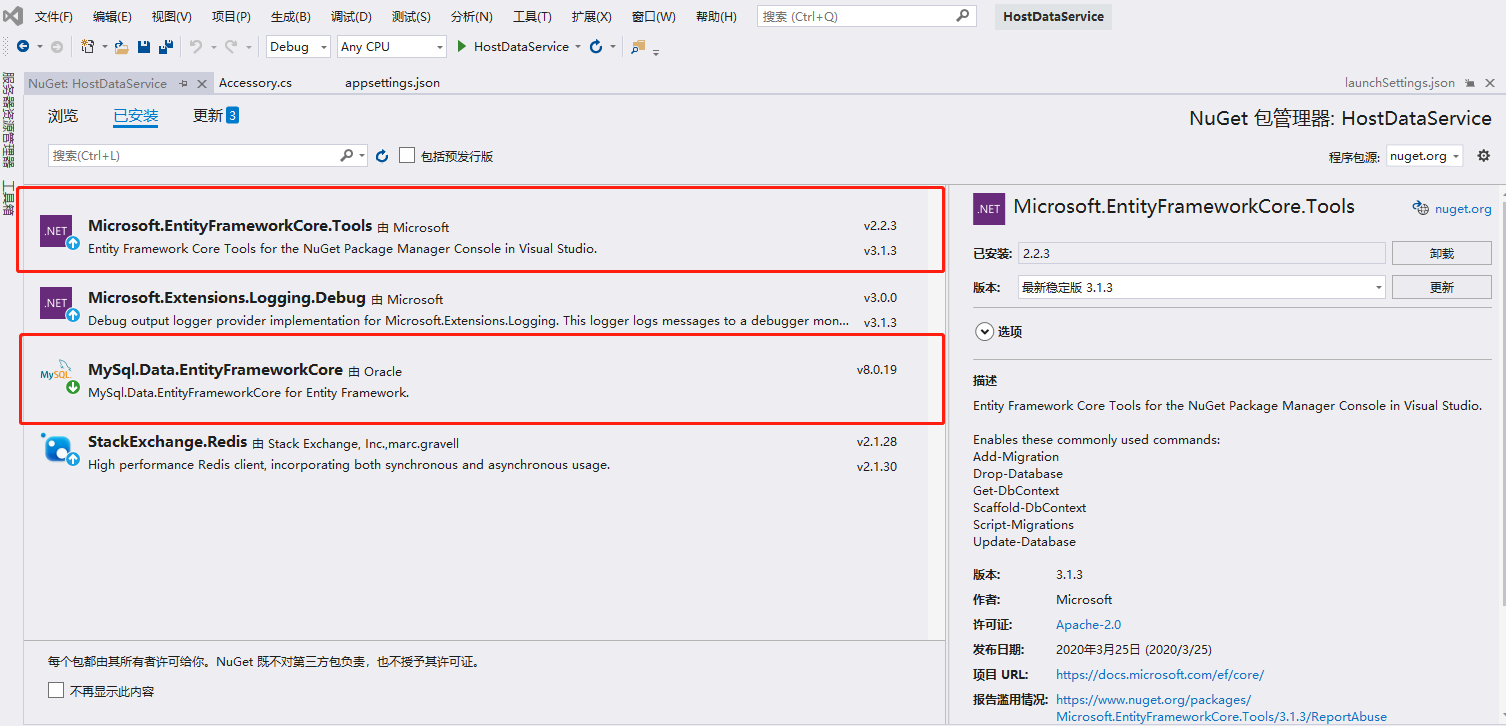 文件(F) 编辑(E) 视图(V) 项目(P) 生成(B) 调试(D) 测试(S) 分析(N) 工具(T) 扩展(X) 窗口(W) 帮助(H) 搜索 (Ctrl+Q) HostDataService
Debug Any CPU HostDataService
服务器资源管理器
工具箱
NuGet: HostDataService Accessory.cs appsettings.json launchSettings.json
浏览 已安装 更新 3
NuGet 包管理器: HostDataService
搜索(Ctrl+L) 包括预发行版
程序包源: nuget.org
.NET
Microsoft.EntityFrameworkCore.Tools 由 Microsoft v2.2.3
Entity Framework Core Tools for the NuGet Package Manager Console in Visual Studio. v3.1.3
.NET
Microsoft.Extensions.Logging.Debug 由 Microsoft v3.0.0
Debug output logger provider implementation for Microsoft.Extensions.Logging. This logger logs messages to a debugger mon... v3.1.3
MySQL
MySql.Data.EntityFrameworkCore 由 Oracle v8.0.19
MySql.Data.EntityFrameworkCore for Entity Framework.
StackExchange.Redis 由 Stack Exchange, Inc.,marc.gravell v2.1.28
High performance Redis client, incorporating both synchronous and asynchronous usage. v2.1.30
每个包都由其所有者许可给你。NuGet 既不对第三方包负责，也不授予其许可证。
不再显示此内容
.NET
Microsoft.EntityFrameworkCore.Tools nuget.org
已安装: 2.2.3 卸载
版本: 最新稳定版 3.1.3 更新
选项
描述
Entity Framework Core Tools for the NuGet Package Manager Console in Visual Studio.
Enables these commonly used commands:
Add-Migration
Drop-Database
Get-DbContext
Scaffold-DbContext
Script-Migrations
Update-Database
版本: 3.1.3
作者: Microsoft
许可证: Apache-2.0
发布日期: 2020年3月25日 (2020/3/25)
项目 URL: https://docs.microsoft.com/ef/core/
报告滥用情况: https://www.nuget.org/packages/
Microsoft.EntityFrameworkCore.Tools/3.1.3/ReportAbuse